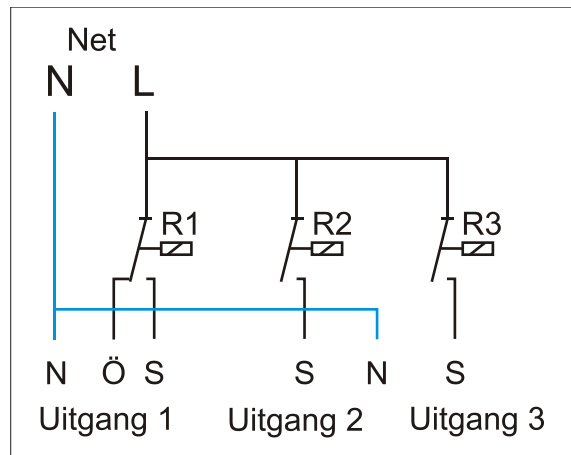 Net
N L
R1 R2 R3
N Ö S S N S
Uitgang 1 Uitgang 2 Uitgang 3